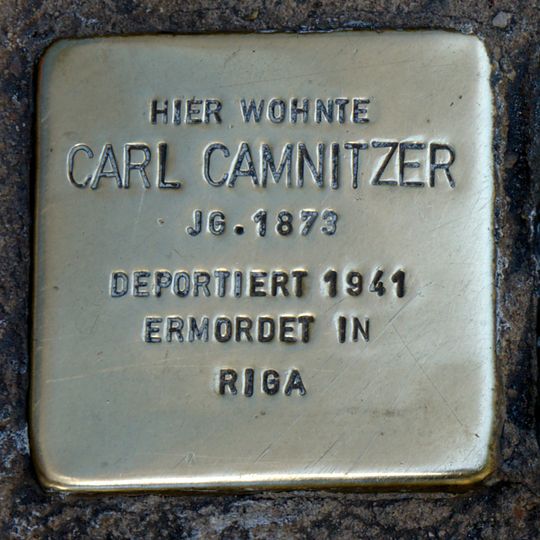 HIER WOHNTE
CARL CAMNITZER
JG. 1873
DEPORTIERT 1941
ERMORDET IN
RIGA